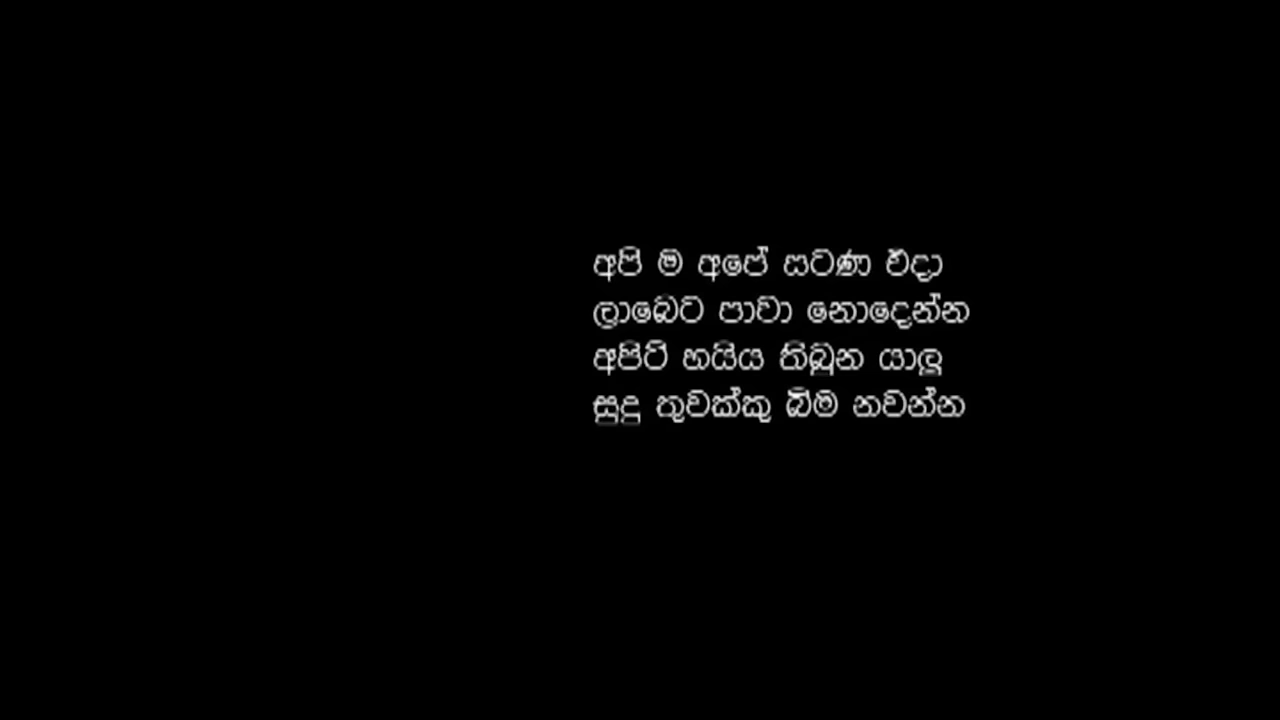 අපි ම අපේ සටණ එදා
ලාබෙට පාවා නොදෙන්න
අපිටි හයිය තිබුන යාලු
සුදු තුවක්කු බිම නවන්න